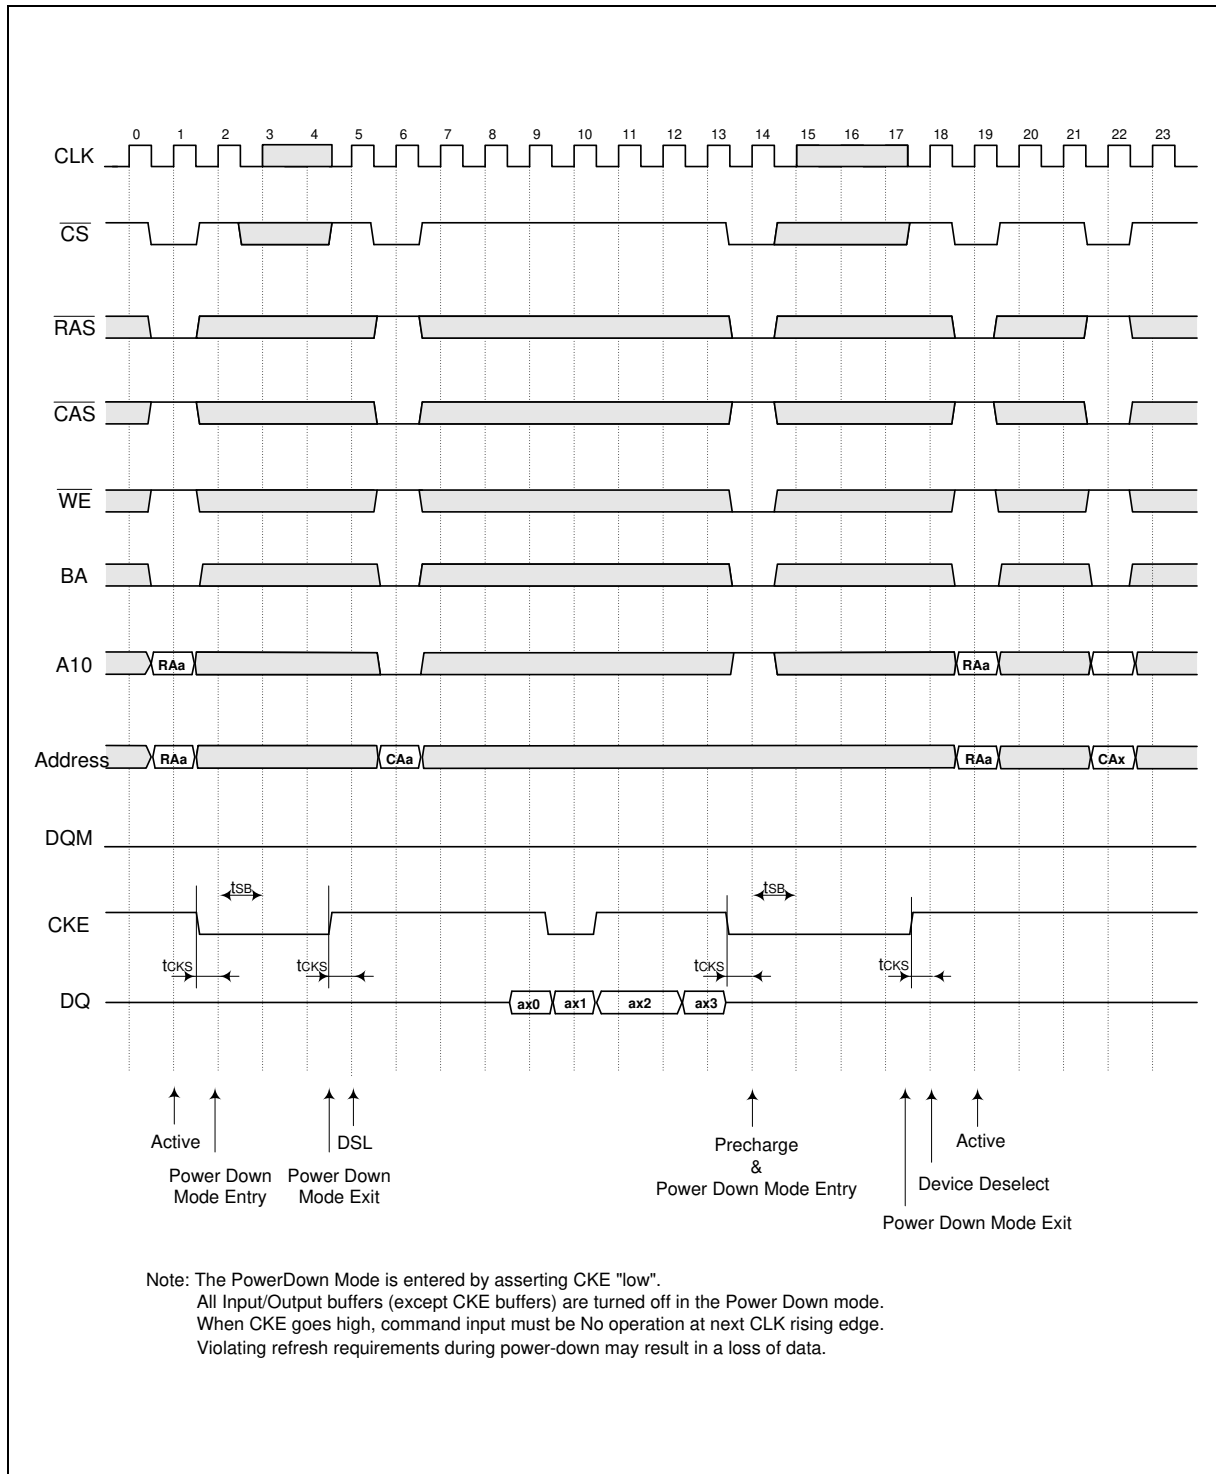 0 1 2 3 4 5 6 7 8 9 10 11 12 13 14 15 16 17 18 19 20 21 22 23
CLK
CS
RAS
CAS
WE
BA
A10 RAa RAa
Address RAa CAa RAa CAx
DQM
tSB tSB
CKE
tCKS tCKS tCKS tCKS
DQ ax0 ax1 ax2 ax3
Active DSL Precharge Active
&
Power Down Power Down Power Down Mode Entry Device Deselect
Mode Entry Mode Exit
Power Down Mode Exit
Note: The PowerDown Mode is entered by asserting CKE "low".
All Input/Output buffers (except CKE buffers) are turned off in the Power Down mode.
When CKE goes high, command input must be No operation at next CLK rising edge.
Violating refresh requirements during power-down may result in a loss of data.